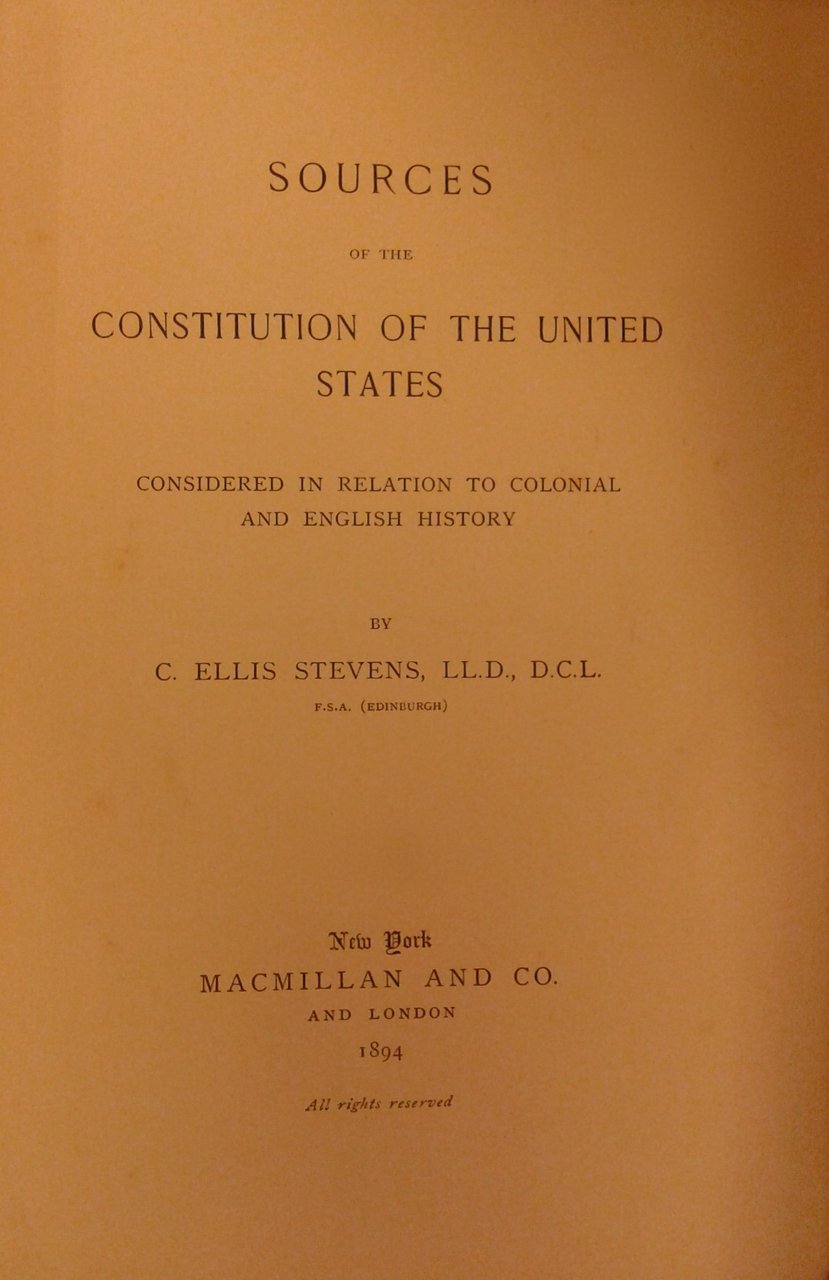 SOURCES
OF THE
CONSTITUTION OF THE UNITED
STATES
CONSIDERED IN RELATION TO COLONIAL
AND ENGLISH HISTORY
BY
C. ELLIS STEVENS, LL.D., D.C.L.
F.S.A. (EDINBURGH)
New York
MACMILLAN AND CO.
AND LONDON
1894
All rights reserved